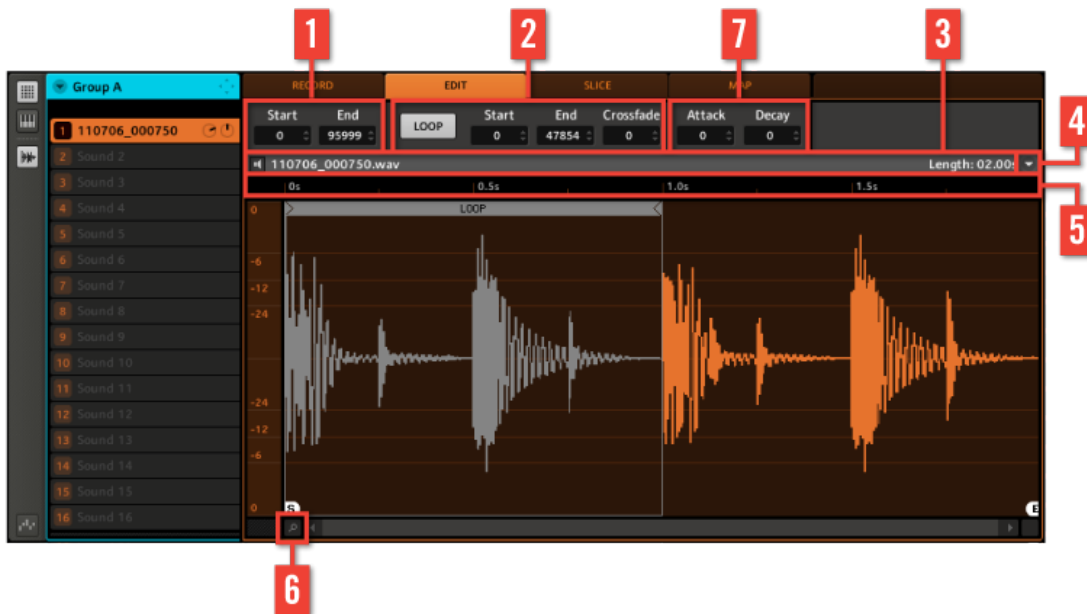 1 2 7 3
Group A RECORD EDIT SLICE MAP
Start End LOOP Start End Crossfade Attack Decay
0 95999 0 47854 0 0 0
4
1 110706_000750
110706_000750.wav Length: 02.00s
0s 0.5s 1.0s 1.5s
5
2 Sound 2
3 Sound 3
4 Sound 4
5 Sound 5
6 Sound 6
7 Sound 7
8 Sound 8
9 Sound 9
10 Sound 10
11 Sound 11
12 Sound 12
13 Sound 13
14 Sound 14
15 Sound 15
16 Sound 16
LOOP
0
-6
-12
-24
-24
-12
-6
0
S E
6